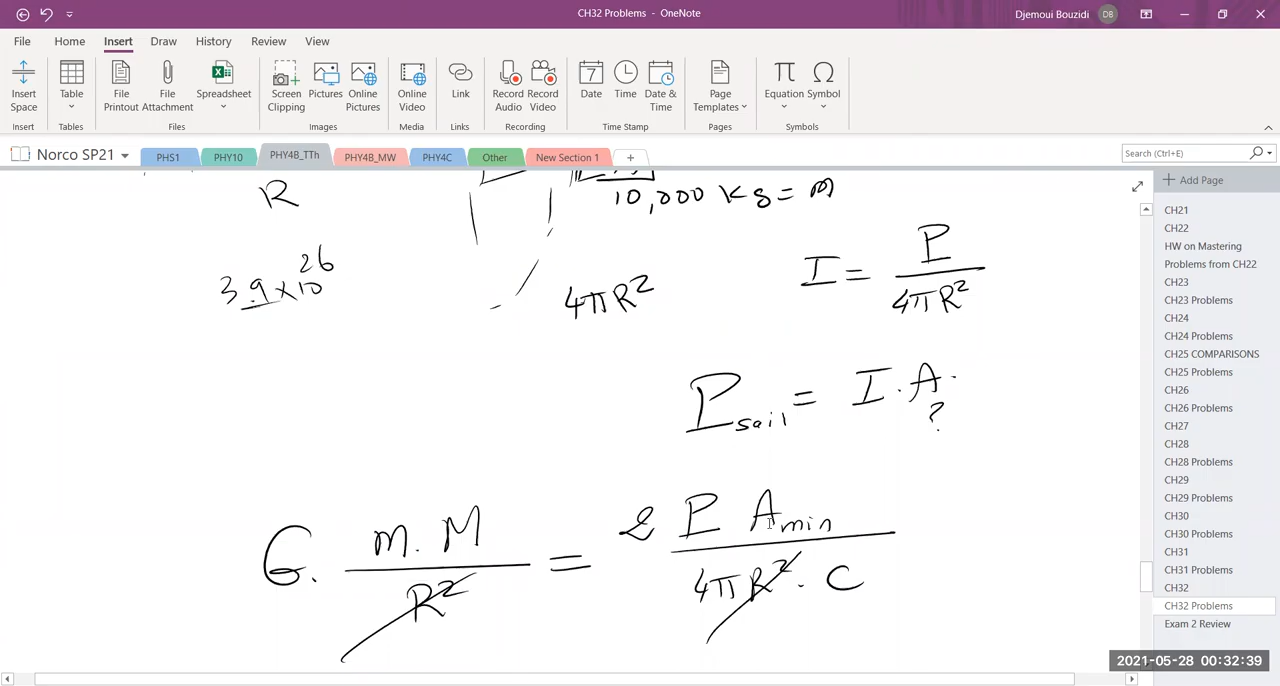 CH32 Problems - OneNote
Djemoui Bouzidi DB
File Home Insert Draw History Review View
Insert Space
Table
File Printout
File Attachment
Spreadsheet
Screen Clipping
Pictures
Online Pictures
Online Video
Link
Record Audio
Record Video
Date
Time
Date & Time
Page Templates
π Equation
Ω Symbol
Insert Tables Files Images Media Links Recording Time Stamp Pages Symbols
Norco SP21
PHS1 PHY10 PHY4B_TTh PHY4B_MW PHY4C Other New Section 1 +
Search (Ctrl+E)
Add Page
CH21
CH22
HW on Mastering
Problems from CH22
CH23
CH23 Problems
CH24
CH24 Problems
CH25 COMPARISONS
CH25 Problems
CH26
CH26 Problems
CH27
CH28
CH28 Problems
CH29
CH29 Problems
CH30
CH30 Problems
CH31
CH31 Problems
CH32
CH32 Problems
Exam 2 Review
R
10,000 Kg = m
3.9 × 10^26
4πR²
I = P / 4πR²
P sail = I . A .
?
G . m . M / R² = 2 P A min / 4πR² . C
2021-05-28 00:32:39